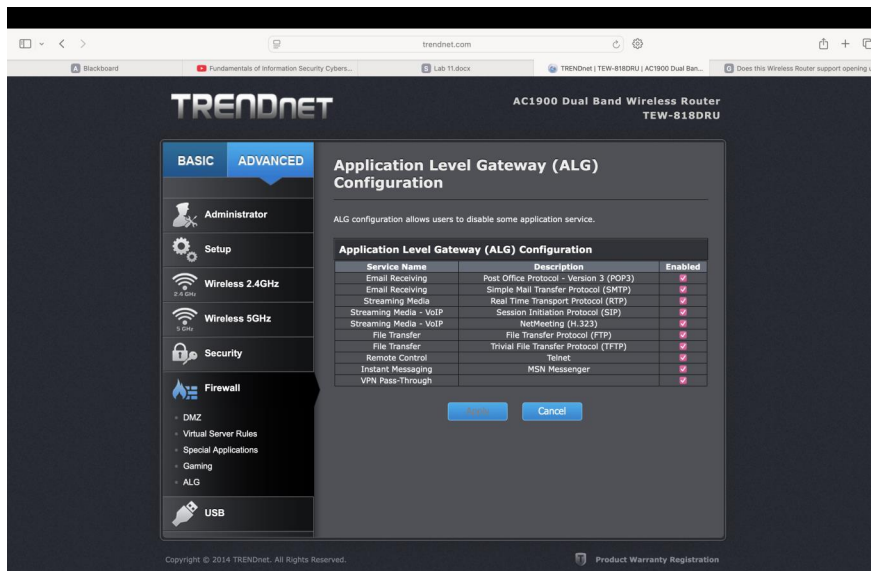 trendnet.com
Blackboard
Fundamentals of Information Security Cybers...
Lab 11.docx
TRENDnet | TEW-818DRU | AC1900 Dual Ban...
Does this Wireless Router support opening u
TRENDnet
AC1900 Dual Band Wireless Router
TEW-818DRU
BASIC
ADVANCED
Administrator
Setup
2.4 GHz
Wireless 2.4GHz
5 GHz
Wireless 5GHz
Security
Firewall
DMZ
Virtual Server Rules
Special Applications
Gaming
ALG
USB
Application Level Gateway (ALG)
Configuration
ALG configuration allows users to disable some application service.
Application Level Gateway (ALG) Configuration
Service Name Description Enabled
Email Receiving Post Office Protocol - Version 3 (POP3)
Email Receiving Simple Mail Transfer Protocol (SMTP)
Streaming Media Real Time Transport Protocol (RTP)
Streaming Media - VoIP Session Initiation Protocol (SIP)
Streaming Media - VoIP NetMeeting (H.323)
File Transfer File Transfer Protocol (FTP)
File Transfer Trivial File Transfer Protocol (TFTP)
Remote Control Telnet
Instant Messaging MSN Messenger
VPN Pass-Through
Apply Cancel
Copyright © 2014 TRENDnet. All Rights Reserved.
Product Warranty Registration